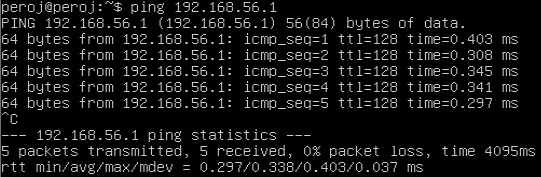 peroj@peroj:~$ ping 192.168.56.1
PING 192.168.56.1 (192.168.56.1) 56(84) bytes of data.
64 bytes from 192.168.56.1: icmp_seq=1 ttl=128 time=0.403 ms
64 bytes from 192.168.56.1: icmp_seq=2 ttl=128 time=0.308 ms
64 bytes from 192.168.56.1: icmp_seq=3 ttl=128 time=0.345 ms
64 bytes from 192.168.56.1: icmp_seq=4 ttl=128 time=0.341 ms
64 bytes from 192.168.56.1: icmp_seq=5 ttl=128 time=0.297 ms
^C
--- 192.168.56.1 ping statistics ---
5 packets transmitted, 5 received, 0% packet loss, time 4095ms
rtt min/avg/max/mdev = 0.297/0.338/0.403/0.037 ms